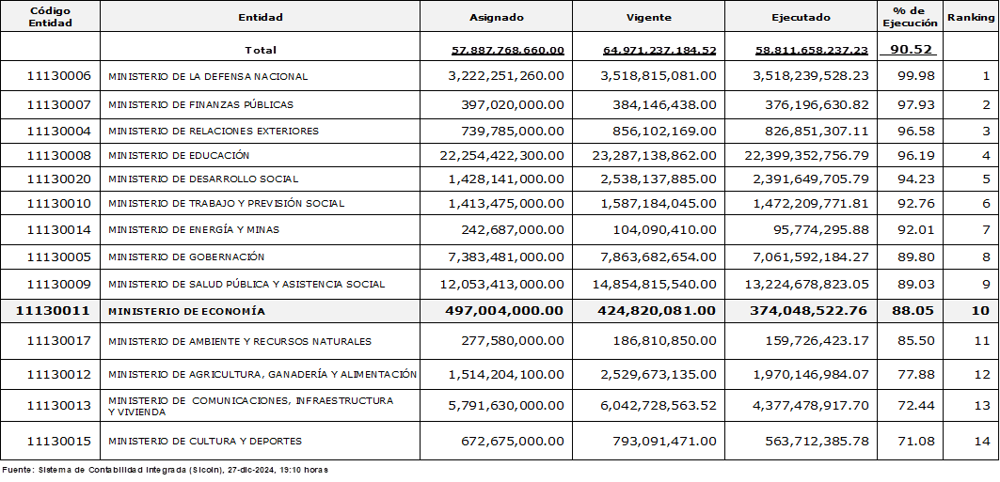 Código Entidad Entidad Asignado Vigente Ejecutado % de Ejecución Ranking
Total 57,887,768,660.00 64,971,237,184.52 58,811,658,237.23 90.52
11130006 MINISTERIO DE LA DEFENSA NACIONAL 3,222,251,260.00 3,518,815,081.00 3,518,239,528.23 99.98 1
11130007 MINISTERIO DE FINANZAS PÚBLICAS 397,020,000.00 384,146,438.00 376,196,630.82 97.93 2
11130004 MINISTERIO DE RELACIONES EXTERIORES 739,785,000.00 856,102,169.00 826,851,307.11 96.58 3
11130008 MINISTERIO DE EDUCACIÓN 22,254,422,300.00 23,287,138,862.00 22,399,352,756.79 96.19 4
11130020 MINISTERIO DE DESARROLLO SOCIAL 1,428,141,000.00 2,538,137,885.00 2,391,649,705.79 94.23 5
11130010 MINISTERIO DE TRABAJO Y PREVISIÓN SOCIAL 1,413,475,000.00 1,587,184,045.00 1,472,209,771.81 92.76 6
11130014 MINISTERIO DE ENERGÍA Y MINAS 242,687,000.00 104,090,410.00 95,774,295.88 92.01 7
11130005 MINISTERIO DE GOBERNACIÓN 7,383,481,000.00 7,863,682,654.00 7,061,592,184.27 89.80 8
11130009 MINISTERIO DE SALUD PÚBLICA Y ASISTENCIA SOCIAL 12,053,413,000.00 14,854,815,540.00 13,224,678,823.05 89.03 9
11130011 MINISTERIO DE ECONOMÍA 497,004,000.00 424,820,081.00 374,048,522.76 88.05 10
11130017 MINISTERIO DE AMBIENTE Y RECURSOS NATURALES 277,580,000.00 186,810,850.00 159,726,423.17 85.50 11
11130012 MINISTERIO DE AGRICULTURA, GANADERÍA Y ALIMENTACIÓN 1,514,204,100.00 2,529,673,135.00 1,970,146,984.07 77.88 12
11130013 MINISTERIO DE COMUNICACIONES, INFRAESTRUCTURA Y VIVIENDA 5,791,630,000.00 6,042,728,563.52 4,377,478,917.70 72.44 13
11130015 MINISTERIO DE CULTURA Y DEPORTES 672,675,000.00 793,091,471.00 563,712,385.78 71.08 14
Fuente: Sistema de Contabilidad Integrada (Sicoin), 27-dic-2024, 19:10 horas